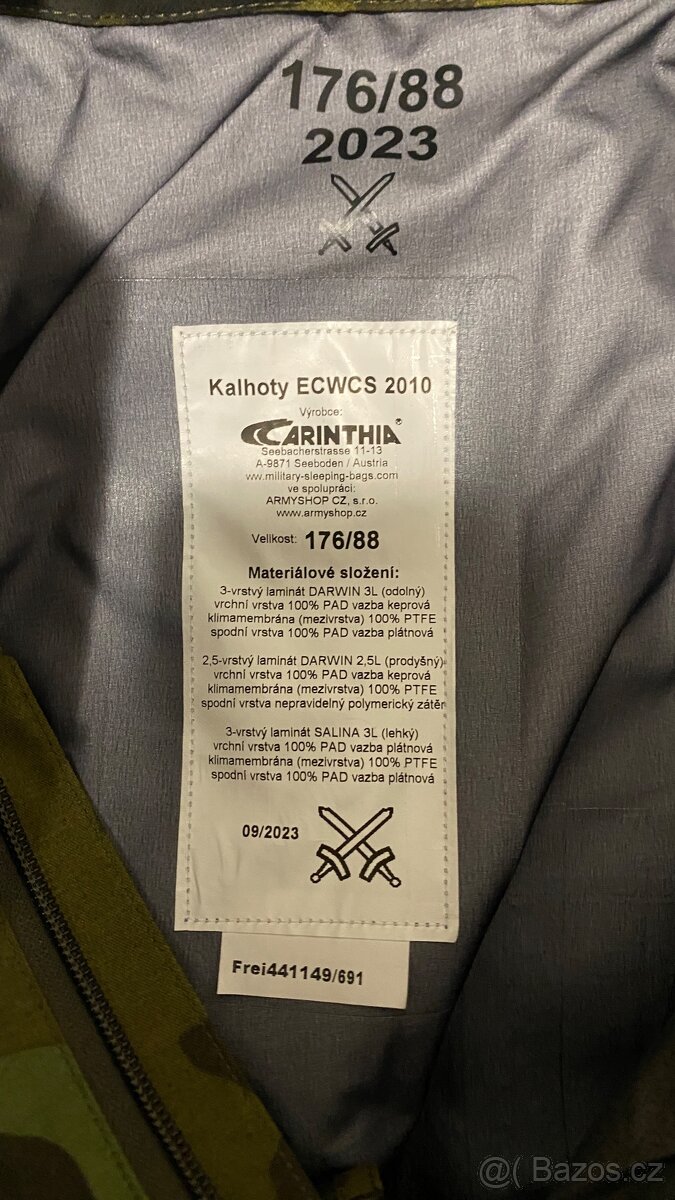 176/88
2023
Kalhoty ECWCS 2010
Výrobce:
CARINTHIA®
Seebacherstrasse 11-13
A-9871 Seeboden / Austria
www.military-sleeping-bags.com
ve spolupráci:
ARMYSHOP CZ, s.r.o.
www.armyshop.cz
Velikost: 176/88
Materiálové složení:
3-vrstvý laminát DARWIN 3L (odolný)
vrchní vrstva 100% PAD vazba keprová
klimamembrána (mezivrstva) 100% PTFE
spodní vrstva 100% PAD vazba plátnová
2,5-vrstvý laminát DARWIN 2,5L (prodyšný)
vrchní vrstva 100% PAD vazba keprová
klimamembrána (mezivrstva) 100% PTFE
spodní vrstva nepravidelný polymerický zátěr
3-vrstvý laminát SALINA 3L (lehký)
vrchní vrstva 100% PAD vazba plátnová
klimamembrána (mezivrstva) 100% PTFE
spodní vrstva 100% PAD vazba plátnová
09/2023
Frei441149/691
@( Bazos.cz